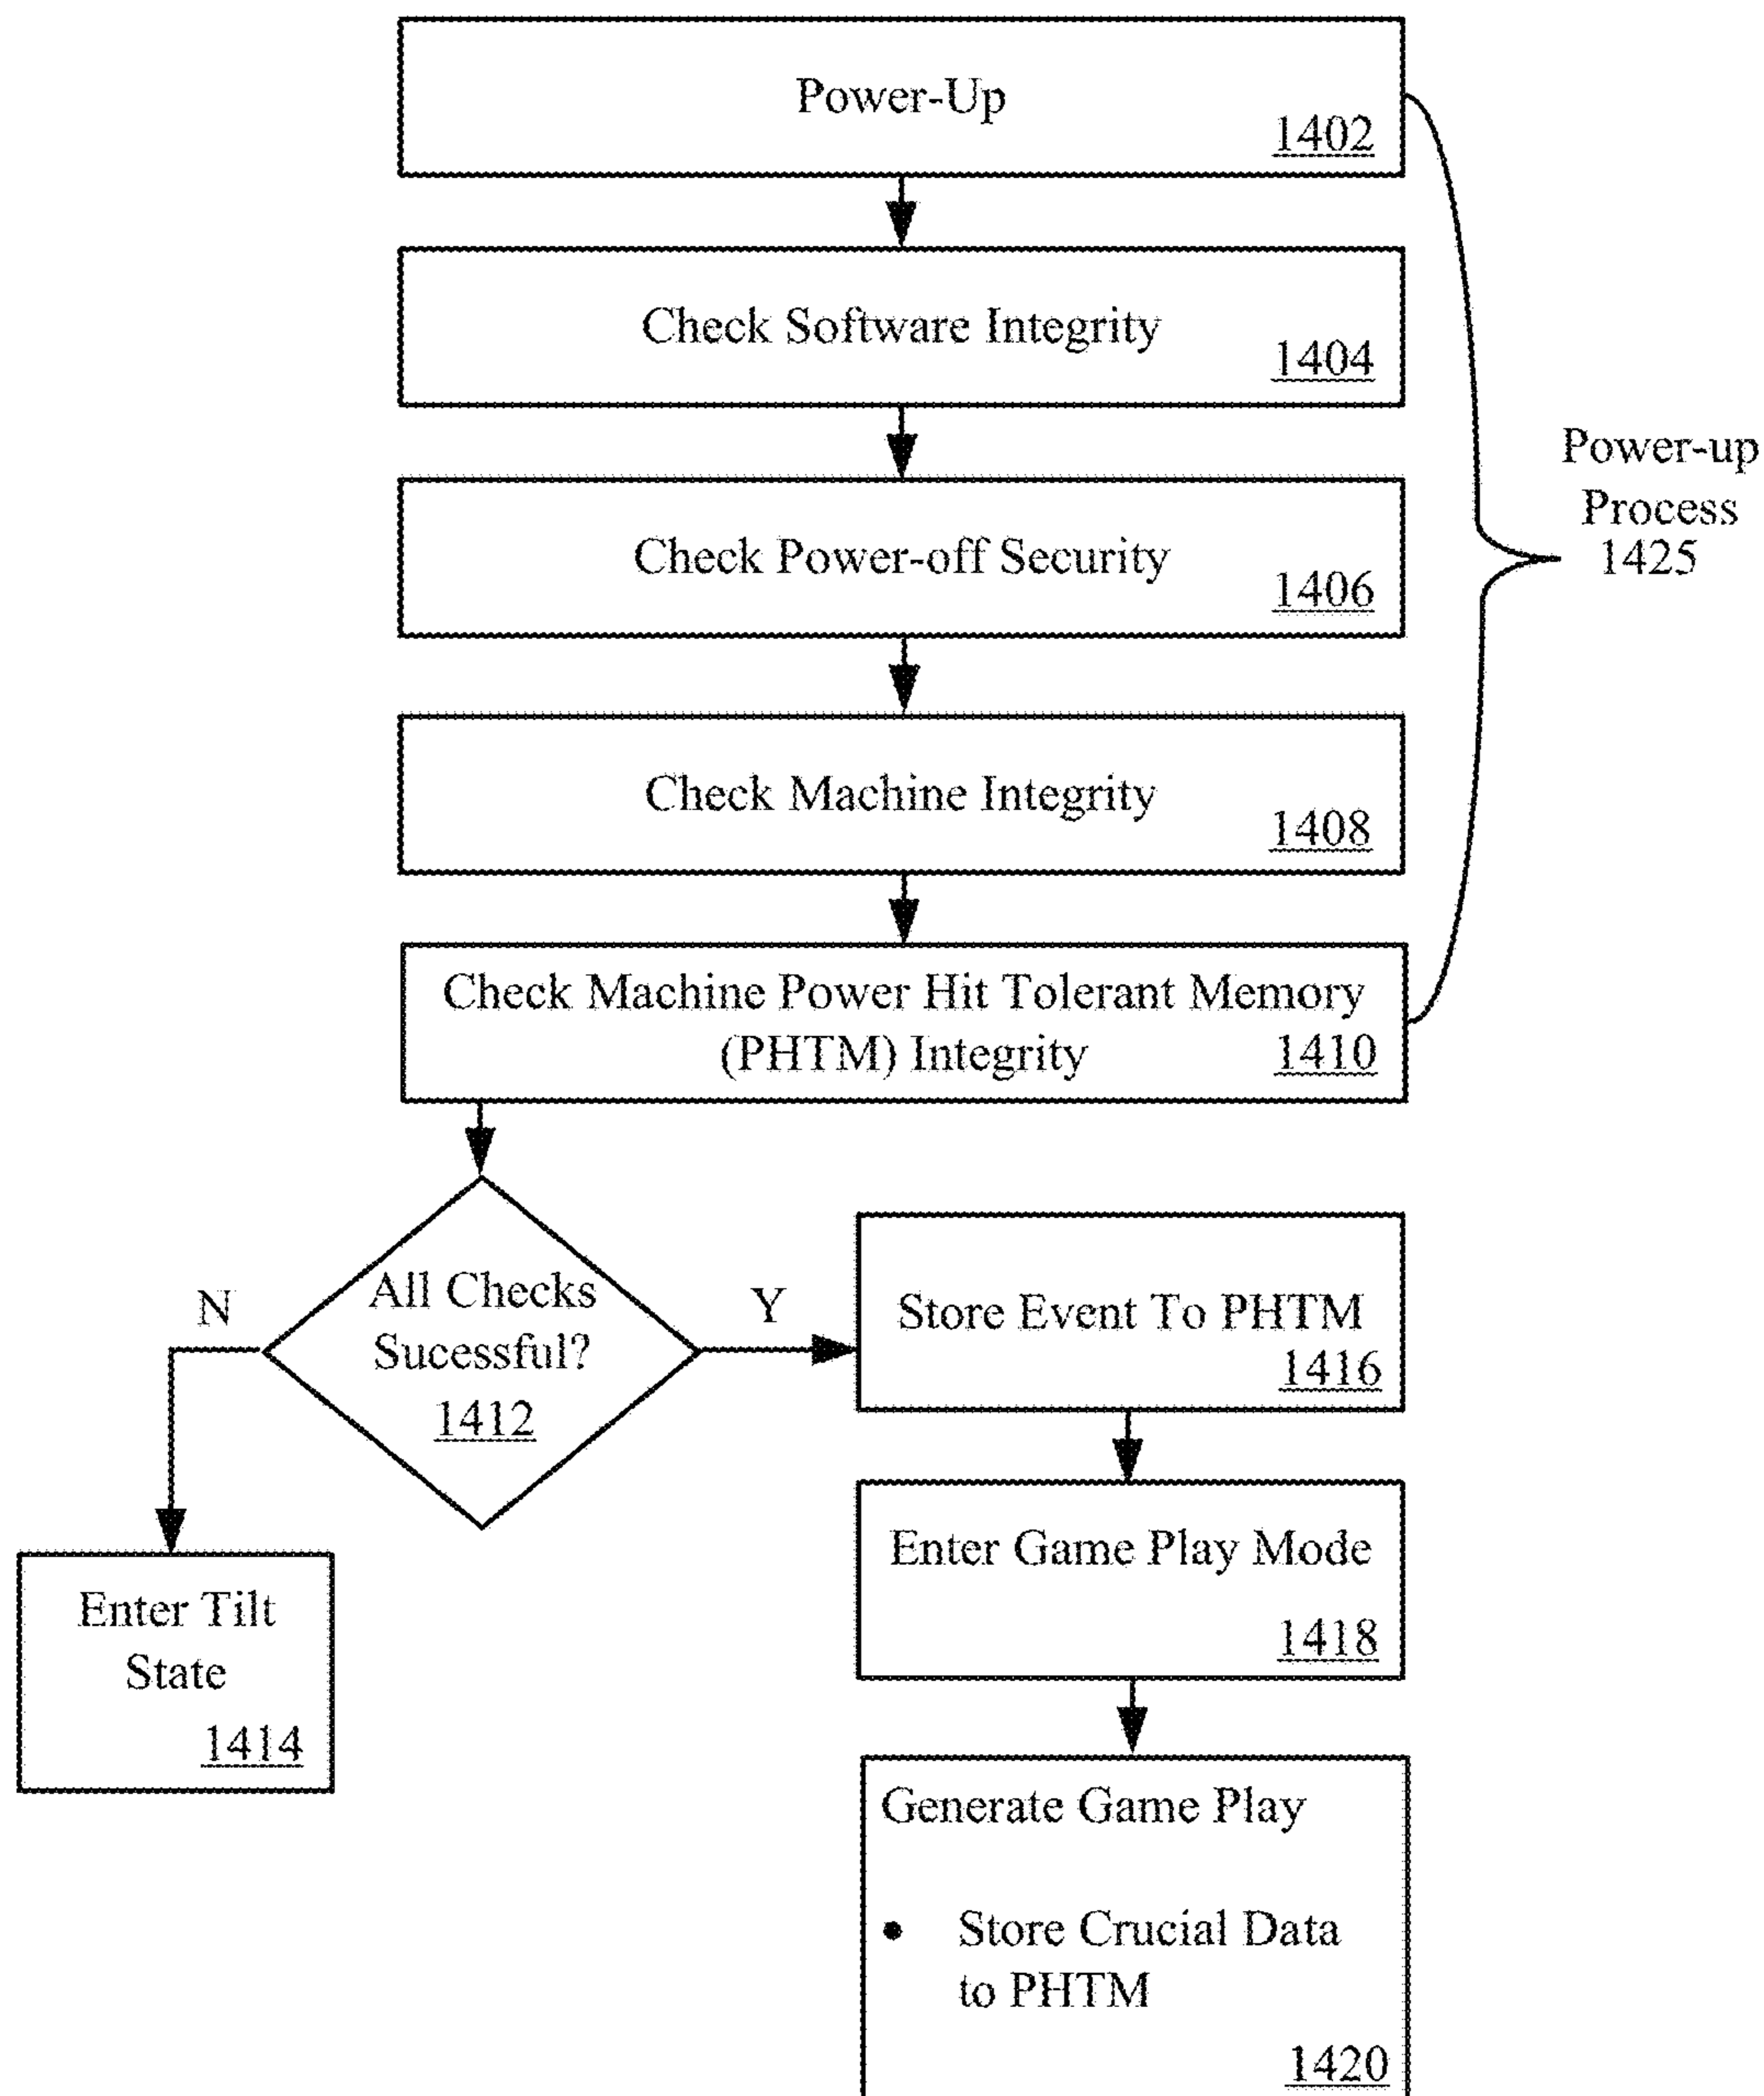 Power-Up
1402
Check Software Integrity
1404
Check Power-off Security
1406
Check Machine Integrity
1408
Check Machine Power Hit Tolerant Memory
(PHTM) Integrity
1410
Power-up
Process
1425
All Checks
Sucessful?
1412
N
Y
Enter Tilt
State
1414
Store Event To PHTM
1416
Enter Game Play Mode
1418
Generate Game Play
• Store Crucial Data
to PHTM
1420